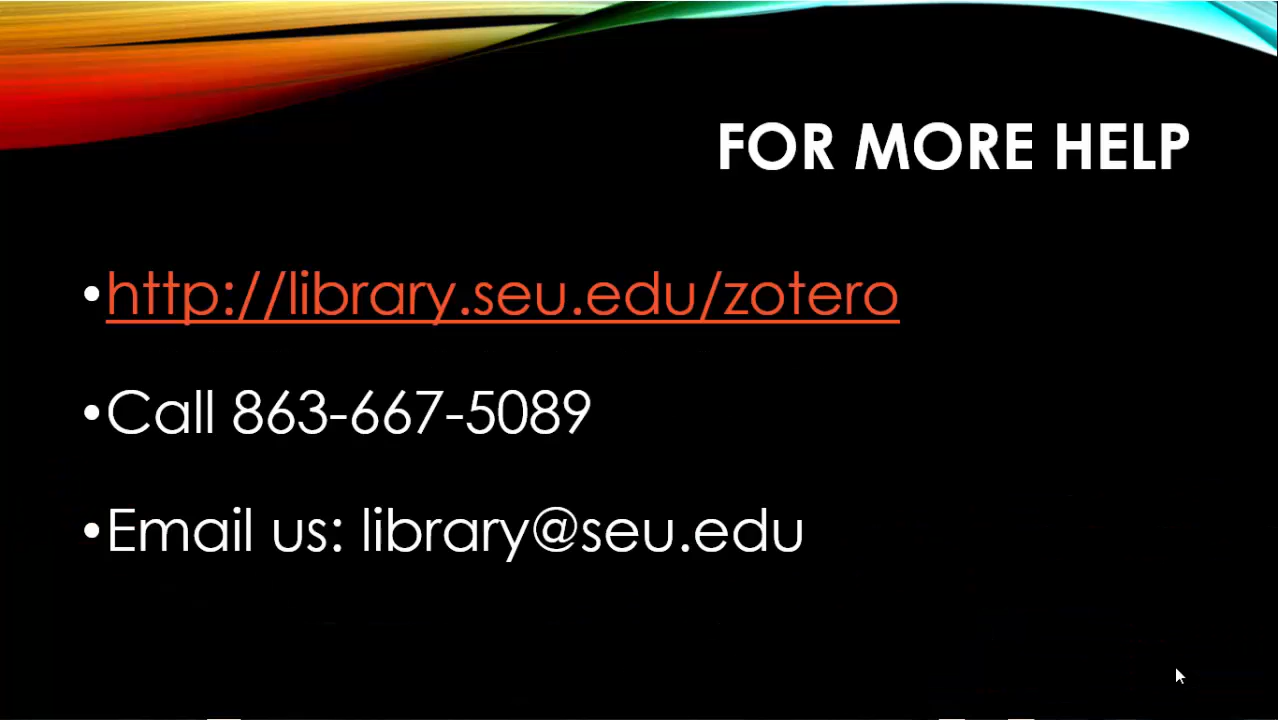 FOR MORE HELP
•http://library.seu.edu/zotero
•Call 863-667-5089
•Email us: library@seu.edu